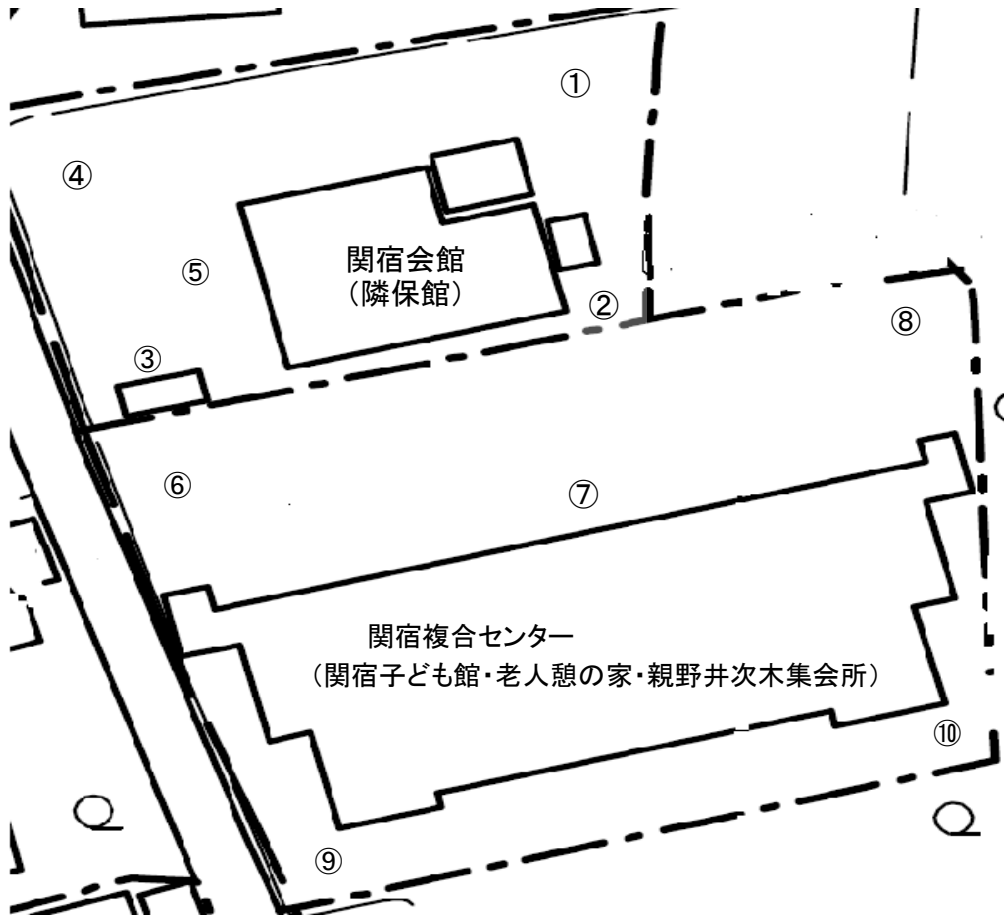 ①
④
関宿会館
（隣保館）
⑤
②
⑧
③
⑥
⑦
関宿複合センター
（関宿子ども館・老人憩の家・親野井次木集会所）
⑩
⑨